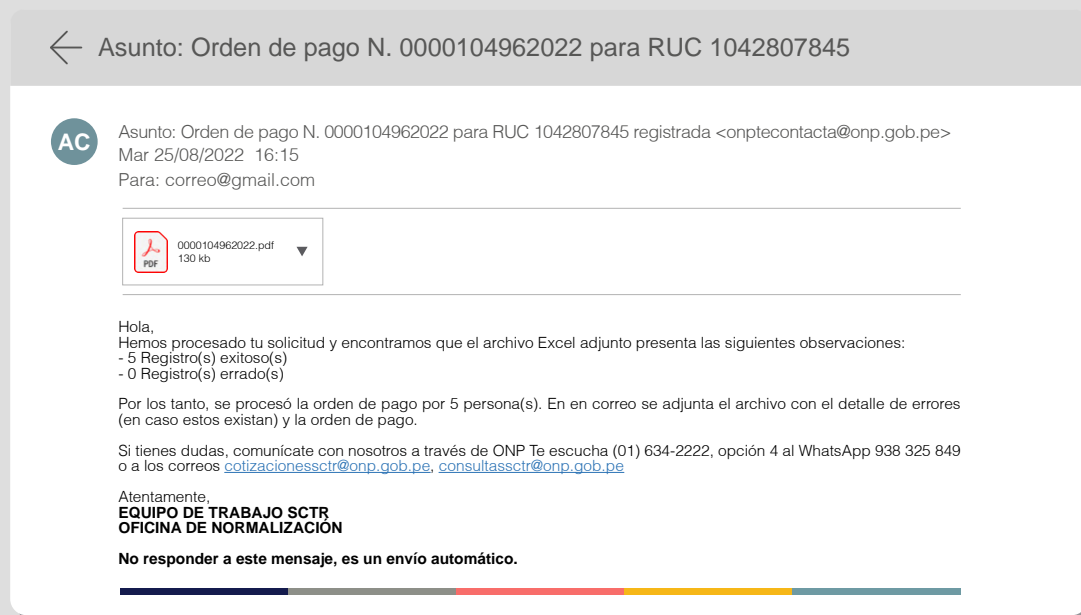 Asunto: Orden de pago N. 0000104962022 para RUC 1042807845
AC
Asunto: Orden de pago N. 0000104962022 para RUC 1042807845 registrada <onptecontacta@onp.gob.pe>
Mar 25/08/2022 16:15
Para: correo@gmail.com
PDF
0000104962022.pdf
130 kb
Hola,
Hemos procesado tu solicitud y encontramos que el archivo Excel adjunto presenta las siguientes observaciones:
- 5 Registro(s) exitoso(s)
- 0 Registro(s) errado(s)
Por los tanto, se procesó la orden de pago por 5 persona(s). En en correo se adjunta el archivo con el detalle de errores
(en caso estos existan) y la orden de pago.
Si tienes dudas, comunícate con nosotros a través de ONP Te escucha (01) 634-2222, opción 4 al WhatsApp 938 325 849
o a los correos cotizacionessctr@onp.gob.pe, consultassctr@onp.gob.pe
Atentamente,
EQUIPO DE TRABAJO SCTR
OFICINA DE NORMALIZACIÓN
No responder a este mensaje, es un envío automático.